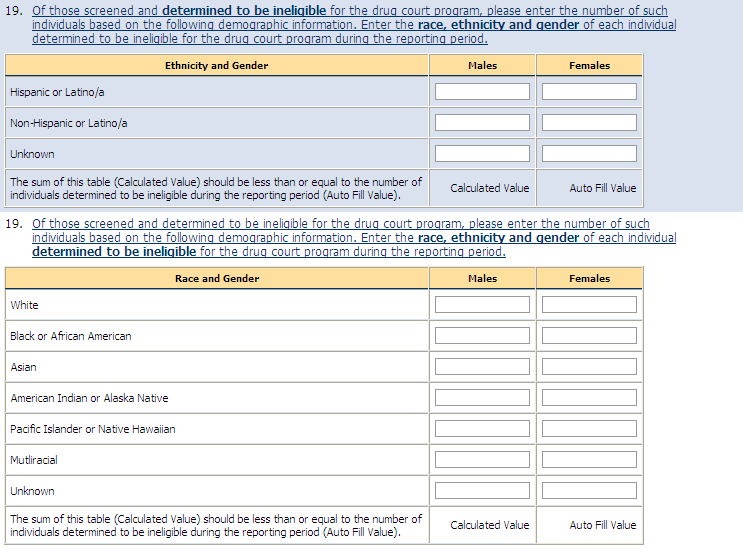 19. Of those screened and determined to be ineligible for the drug court program, please enter the number of such
individuals based on the following demographic information. Enter the race, ethnicity and gender of each individual
determined to be ineligible for the drug court program during the reporting period.
Ethnicity and Gender Males Females
Hispanic or Latino/a
Non-Hispanic or Latino/a
Unknown
The sum of this table (Calculated Value) should be less than or equal to the number of
individuals determined to be ineligible during the reporting period (Auto Fill Value). Calculated Value Auto Fill Value
19. Of those screened and determined to be ineligible for the drug court program, please enter the number of such
individuals based on the following demographic information. Enter the race, ethnicity and gender of each individual
determined to be ineligible for the drug court program during the reporting period.
Race and Gender Males Females
White
Black or African American
Asian
American Indian or Alaska Native
Pacific Islander or Native Hawaiian
Mutliracial
Unknown
The sum of this table (Calculated Value) should be less than or equal to the number of
individuals determined to be ineligible during the reporting period (Auto Fill Value). Calculated Value Auto Fill Value